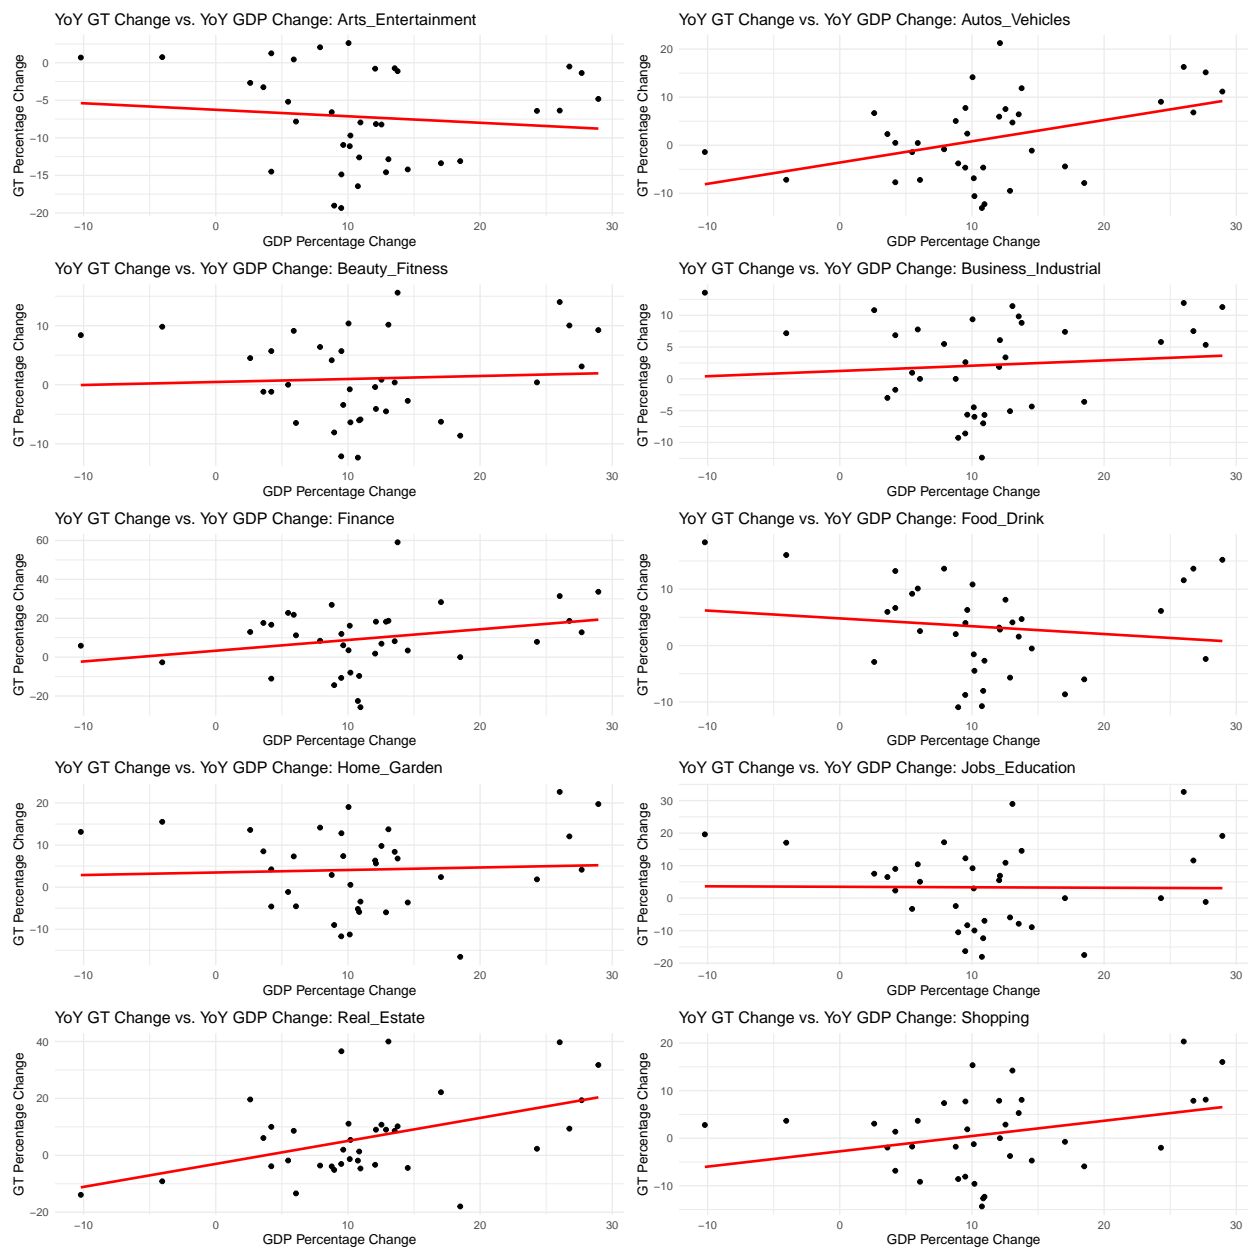 YoY GT Change vs. YoY GDP Change: Arts_Entertainment
GT Percentage Change
0
−5
−10
−15
−20
−10 0 10 20 30
GDP Percentage Change
YoY GT Change vs. YoY GDP Change: Autos_Vehicles
GT Percentage Change
20
10
0
−10
−10 0 10 20 30
GDP Percentage Change
YoY GT Change vs. YoY GDP Change: Beauty_Fitness
GT Percentage Change
10
0
−10
−10 0 10 20 30
GDP Percentage Change
YoY GT Change vs. YoY GDP Change: Business_Industrial
GT Percentage Change
10
5
0
−5
−10
−10 0 10 20 30
GDP Percentage Change
YoY GT Change vs. YoY GDP Change: Finance
GT Percentage Change
60
40
20
0
−20
−10 0 10 20 30
GDP Percentage Change
YoY GT Change vs. YoY GDP Change: Food_Drink
GT Percentage Change
10
0
−10
−10 0 10 20 30
GDP Percentage Change
YoY GT Change vs. YoY GDP Change: Home_Garden
GT Percentage Change
20
10
0
−10
−10 0 10 20 30
GDP Percentage Change
YoY GT Change vs. YoY GDP Change: Jobs_Education
GT Percentage Change
30
20
10
0
−10
−20
−10 0 10 20 30
GDP Percentage Change
YoY GT Change vs. YoY GDP Change: Real_Estate
GT Percentage Change
40
20
0
−20
−10 0 10 20 30
GDP Percentage Change
YoY GT Change vs. YoY GDP Change: Shopping
GT Percentage Change
20
10
0
−10
−10 0 10 20 30
GDP Percentage Change